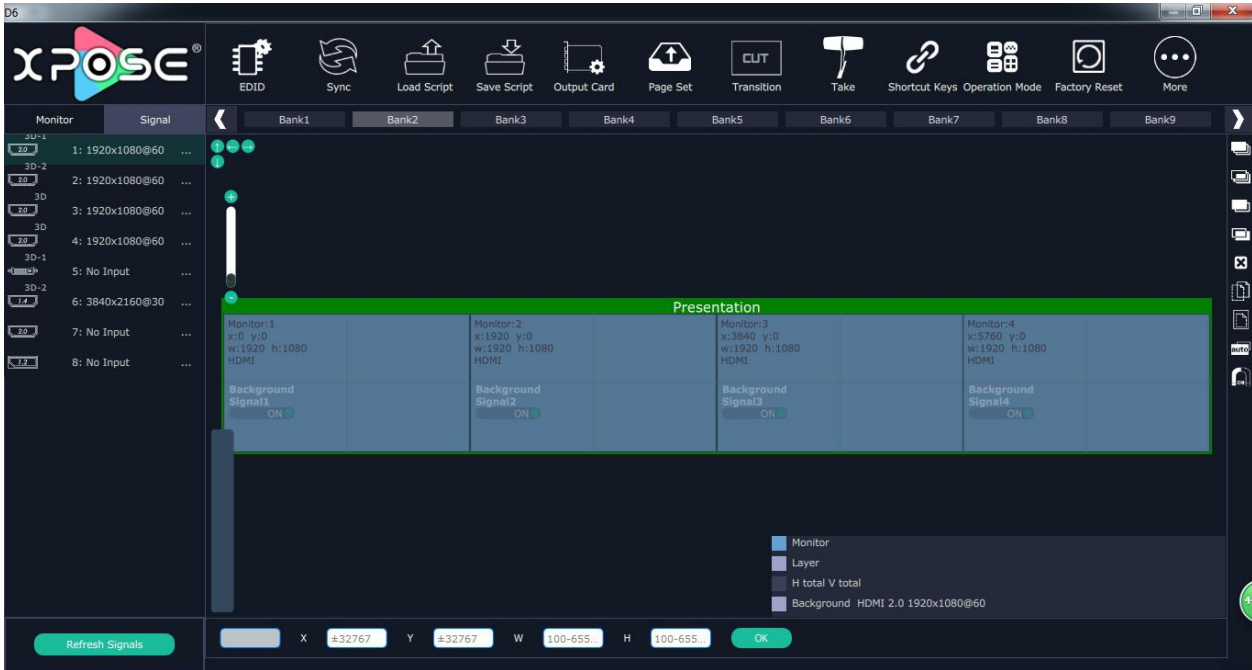 D6
XPOSE®
EDID
Sync
Load Script
Save Script
Output Card
Page Set
CUT
Transition
Take
Shortcut Keys
Operation Mode
Factory Reset
More
Monitor
Signal
Bank1
Bank2
Bank3
Bank4
Bank5
Bank6
Bank7
Bank8
Bank9
3D-1
2.0 1: 1920x1080@60 ...
3D-2
2.0 2: 1920x1080@60 ...
3D
2.0 3: 1920x1080@60 ...
3D
2.0 4: 1920x1080@60 ...
3D-1
5: No Input ...
3D-2
1.4 6: 3840x2160@30 ...
2.0 7: No Input ...
1.2 8: No Input ...
Presentation
Monitor:1
x:0 y:0
w:1920 h:1080
HDMI
Background
Signal1
ON
Monitor:2
x:1920 y:0
w:1920 h:1080
HDMI
Background
Signal2
ON
Monitor:3
x:3840 y:0
w:1920 h:1080
HDMI
Background
Signal3
ON
Monitor:4
x:5760 y:0
w:1920 h:1080
HDMI
Background
Signal4
ON
auto
ON
Monitor
Layer
H total V total
Background HDMI 2.0 1920x1080@60
4
Refresh Signals
X ±32767 Y ±32767 W 100-655... H 100-655... OK